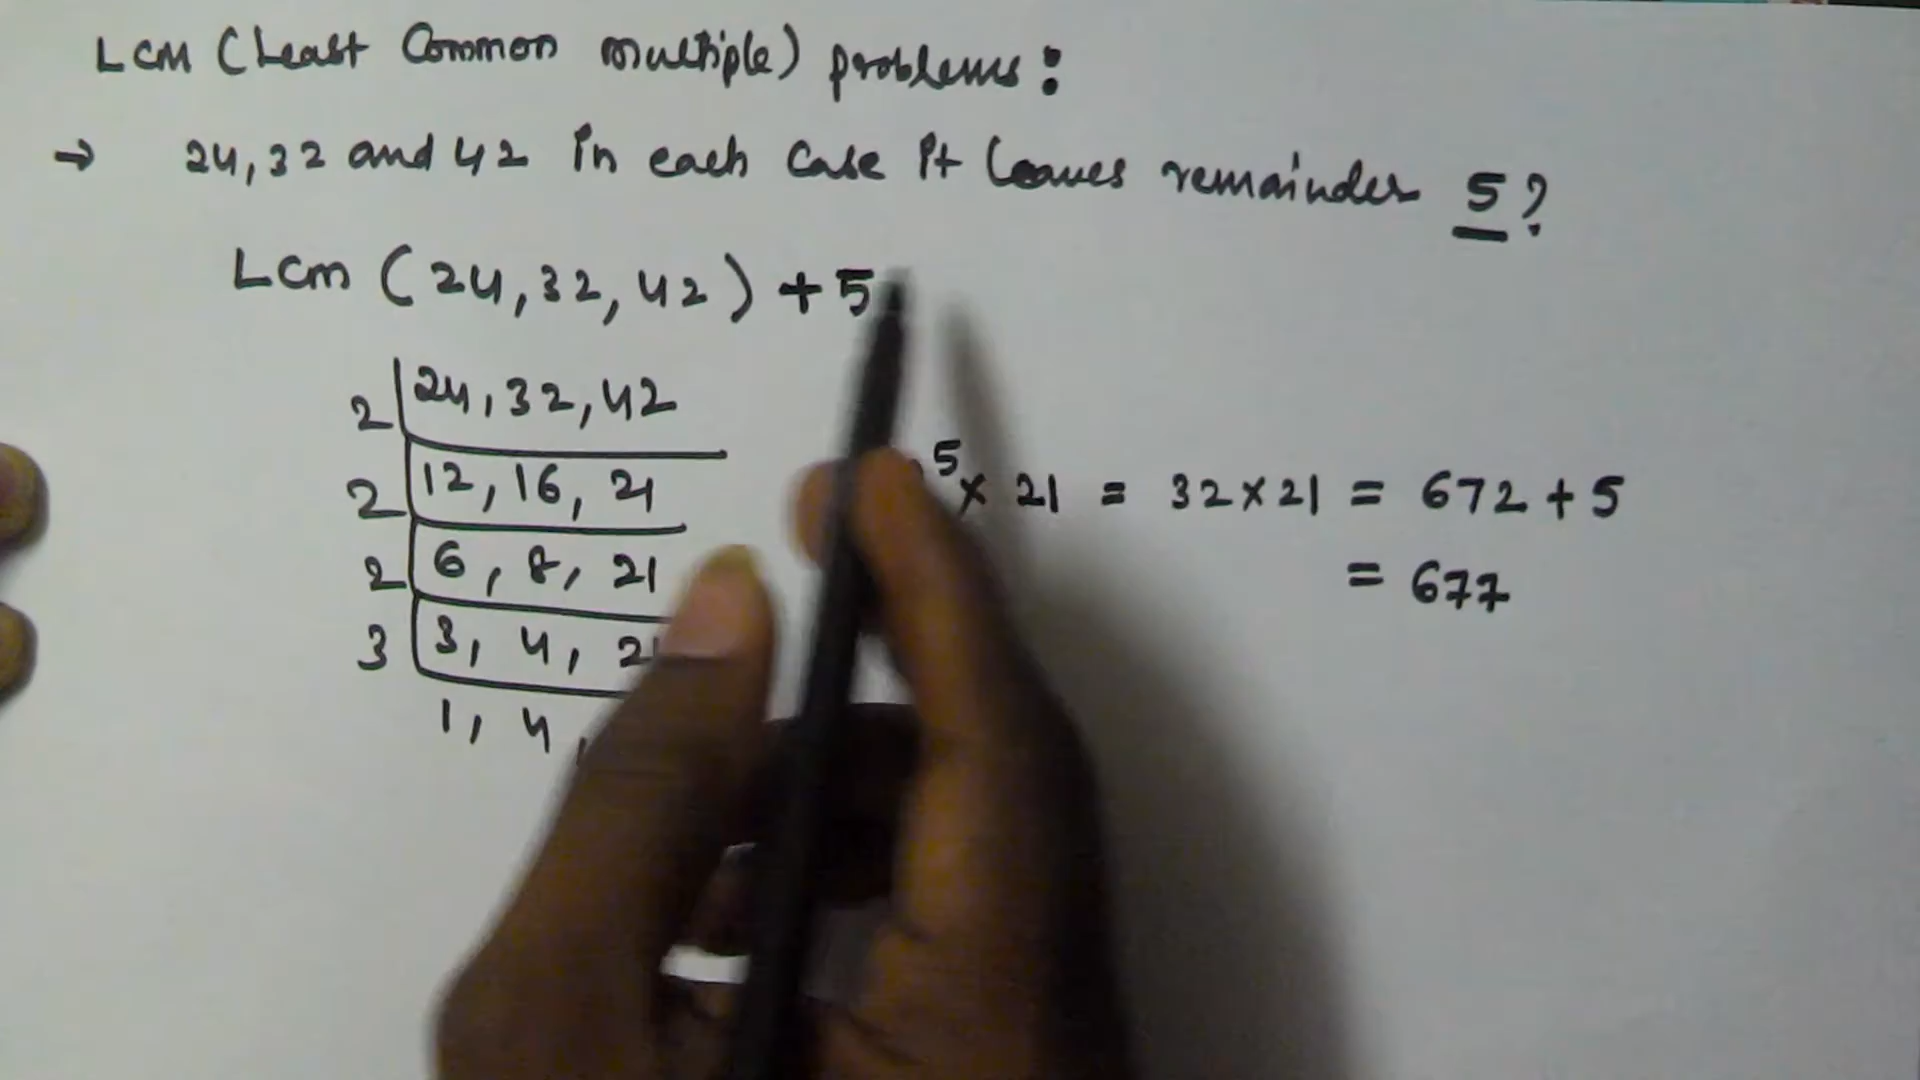 LCM (Least Common multiple) problems:
→ 24, 32 and 42 in each case it leaves remainder 5?
LCM (24, 32, 42) + 5
2 | 24, 32, 42
2 | 12, 16, 21
2 | 6, 8, 21
3 | 3, 4, 21
1, 4,
5 × 21 = 32 × 21 = 672 + 5
= 677